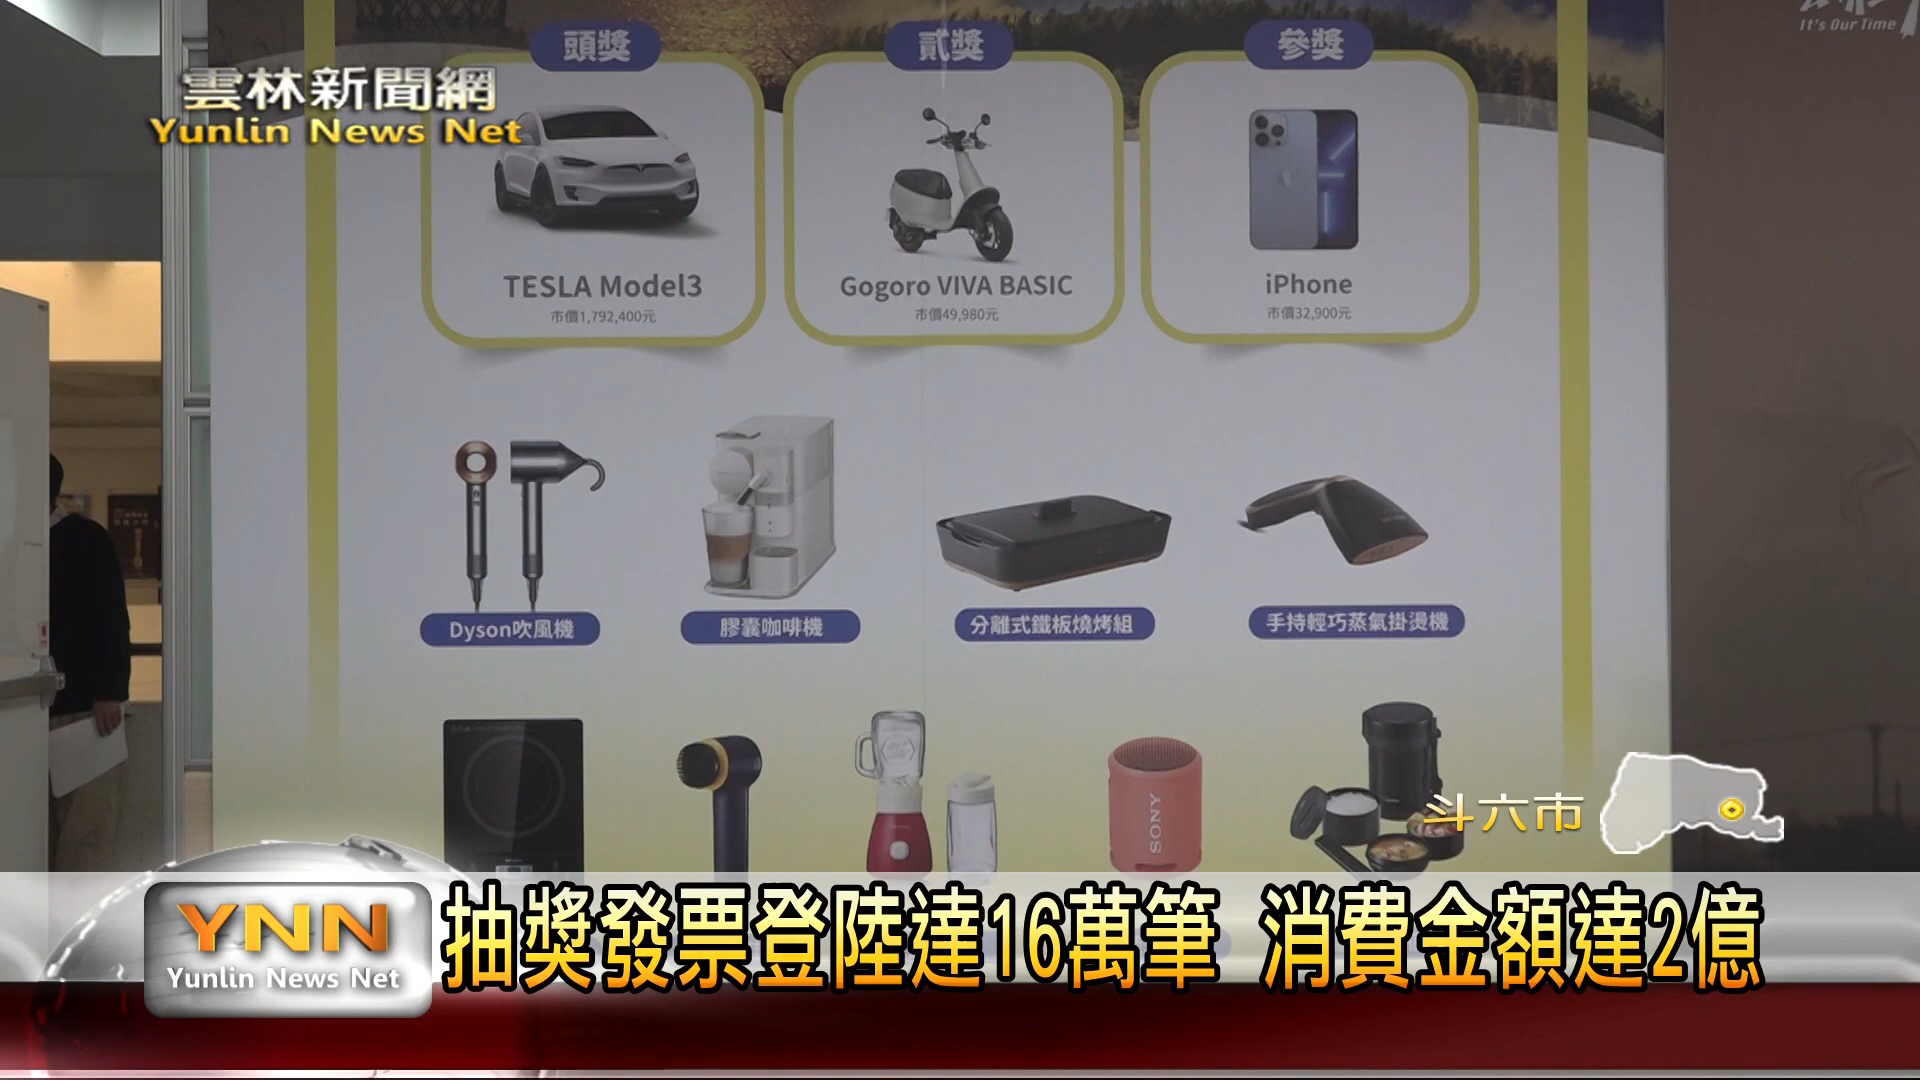 It's Our Time
頭獎
貳獎
參獎
雲林新聞網
Yunlin News Net
TESLA Model3
市價1,792,400元
Gogoro VIVA BASIC
市價49,980元
iPhone
市價32,900元
Dyson吹風機
膠囊咖啡機
分離式鐵板燒烤組
手持輕巧蒸氣掛燙機
SONY
斗六市
YNN
Yunlin News Net
抽獎發票登陸達16萬筆 消費金額達2億